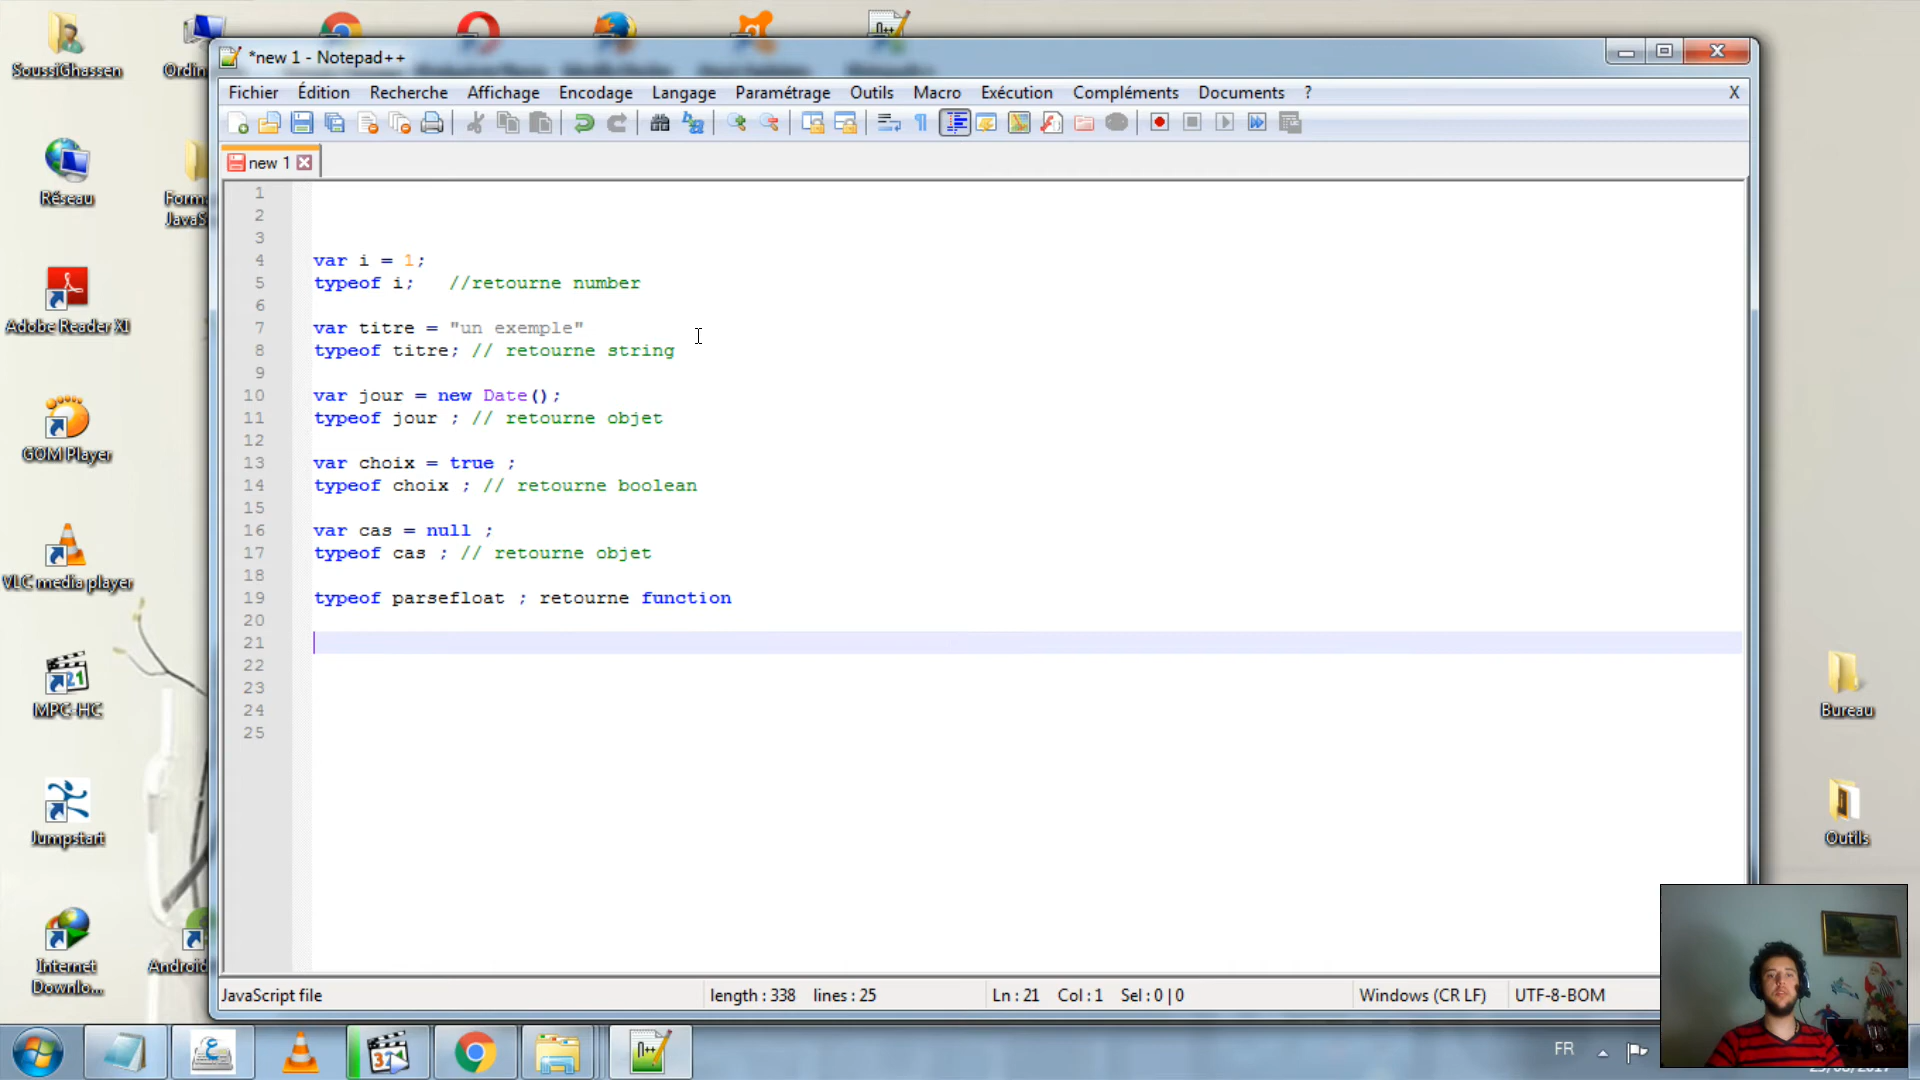 SoussiGhassen
Ordin
*new 1 - Notepad++
Fichier Édition Recherche Affichage Encodage Langage Paramétrage Outils Macro Exécution Compléments Documents ? X
new 1
1
2
3
4 var i = 1;
5 typeof i; //retourne number
6
7 var titre = "un exemple"
8 typeof titre; // retourne string
9
10 var jour = new Date();
11 typeof jour ; // retourne objet
12
13 var choix = true ;
14 typeof choix ; // retourne boolean
15
16 var cas = null ;
17 typeof cas ; // retourne objet
18
19 typeof parsefloat ; retourne function
20
21
22
23
24
25
Réseau
Form
JavaS
Adobe Reader XI
GOM Player
VLC media player
MPC-HC
Jumpstart
Internet
Downlo...
Android
Bureau
Outils
JavaScript file length : 338 lines : 25 Ln : 21 Col : 1 Sel : 0 | 0 Windows (CR LF) UTF-8-BOM
FR